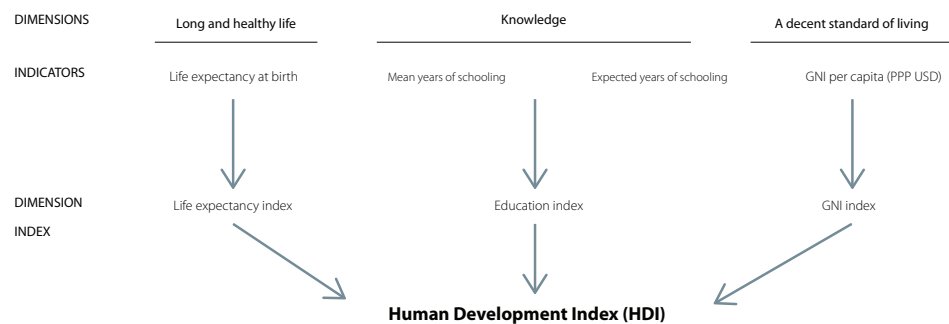 DIMENSIONS
Long and healthy life
Knowledge
A decent standard of living
INDICATORS
Life expectancy at birth
Mean years of schooling
Expected years of schooling
GNI per capita (PPP USD)
DIMENSION
INDEX
Life expectancy index
Education index
GNI index
Human Development Index (HDI)